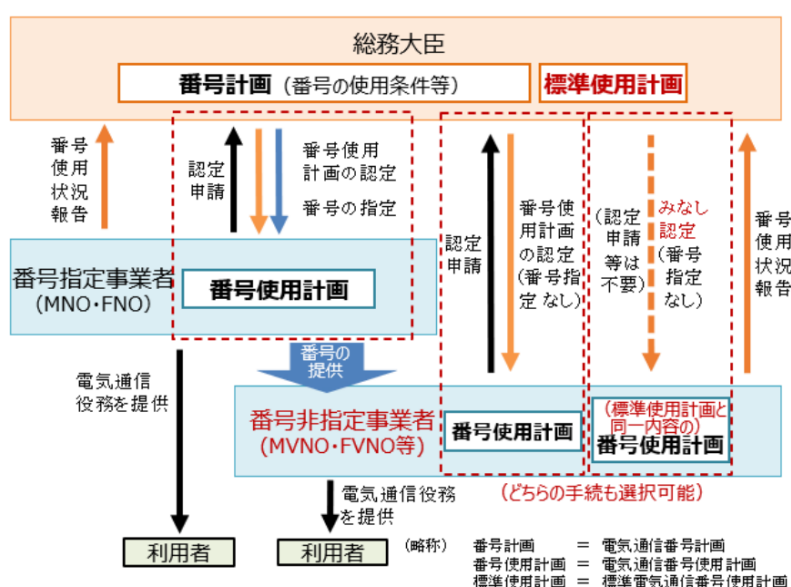 総務大臣
番号計画（番号の使用条件等）
標準使用計画
番号
使用
状況
報告
認定
申請
番号使用
計画の認定
番号の指定
認定
申請
番号使
用計画
の認定
(番号指
定なし)
(認定
申請
等は
不要)
みなし
認定
(番号
指定
なし)
番号
使用
状況
報告
番号指定事業者
(MNO・FNO)
番号使用計画
番号の
提供
電気通信
役務を提供
番号非指定事業者
(MVNO・FVNO等)
番号使用計画
(標準使用計画と
同一内容の)
番号使用計画
(どちらの手続も選択可能)
電気通信役務
を提供
利用者
利用者
(略称) 番号計画 = 電気通信番号計画
番号使用計画 = 電気通信番号使用計画
標準使用計画 = 標準電気通信番号使用計画